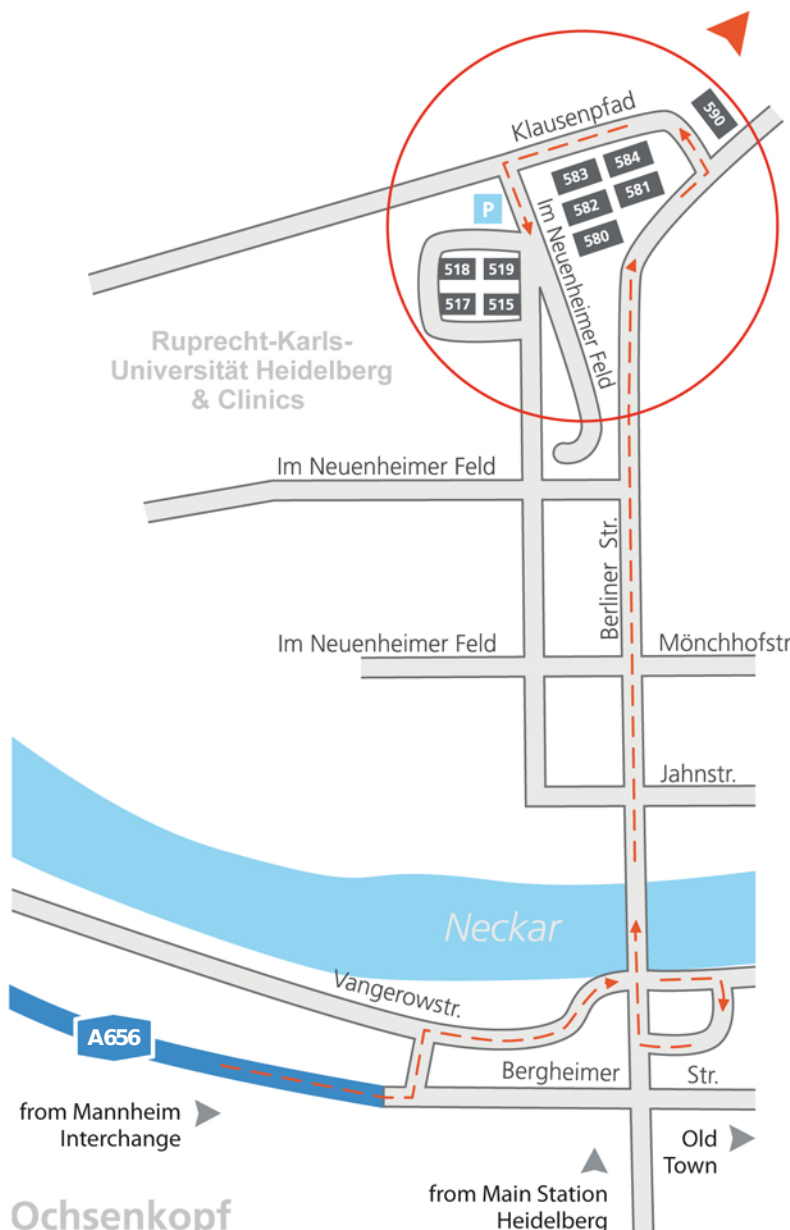 Klausenpfad
590
583
584
582
581
580
P
Im Neuenheimer Feld
518
519
517
515
Ruprecht-Karls-
Universität Heidelberg
& Clinics
Im Neuenheimer Feld
Berliner Str.
Im Neuenheimer Feld
Mönchhofstr
Jahnstr.
Neckar
Vangerowstr.
A656
Bergheimer Str.
from Mannheim
Interchange
Old
Town
from Main Station
Heidelberg
Ochsenkopf